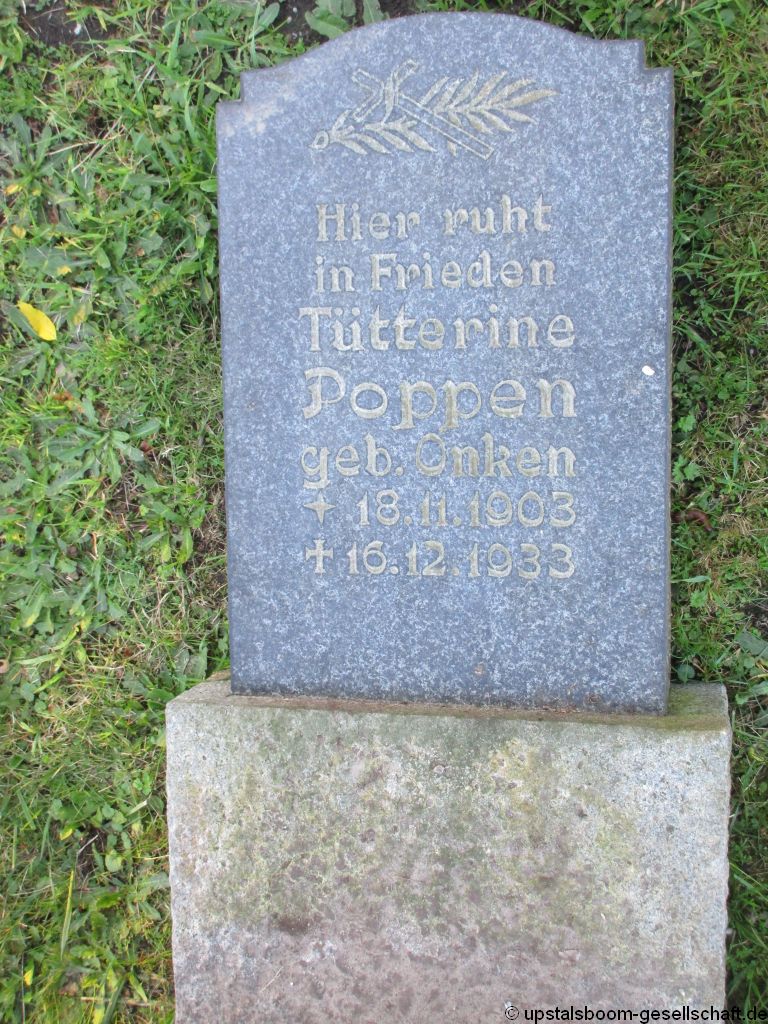 Hier ruht
in Frieden
Tütterine
Poppen
geb. Onken
18.11.1903
16.12.1933
© upstalsboom-gesellschaft.de